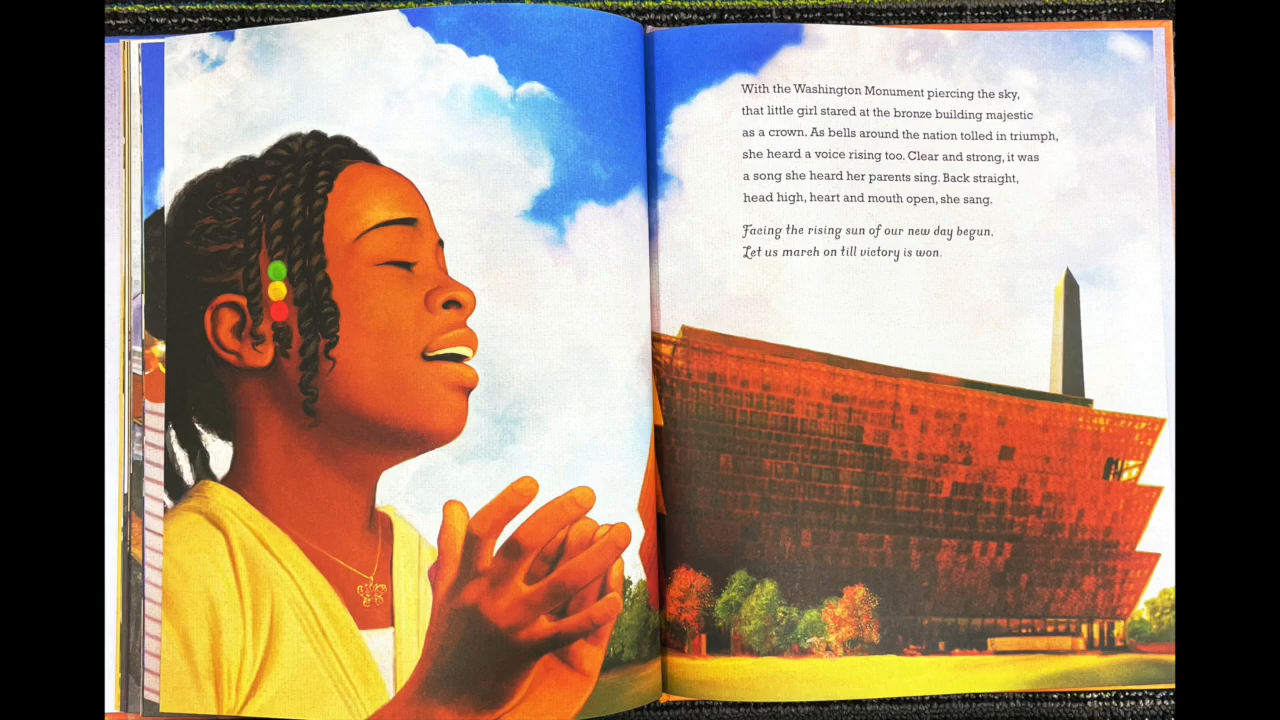 With the Washington Monument piercing the sky,
that little girl stared at the bronze building majestic
as a crown. As bells around the nation tolled in triumph,
she heard a voice rising too. Clear and strong, it was
a song she heard her parents sing. Back straight,
head high, heart and mouth open, she sang.
Facing the rising sun of our new day begun,
Let us march on till victory is won.